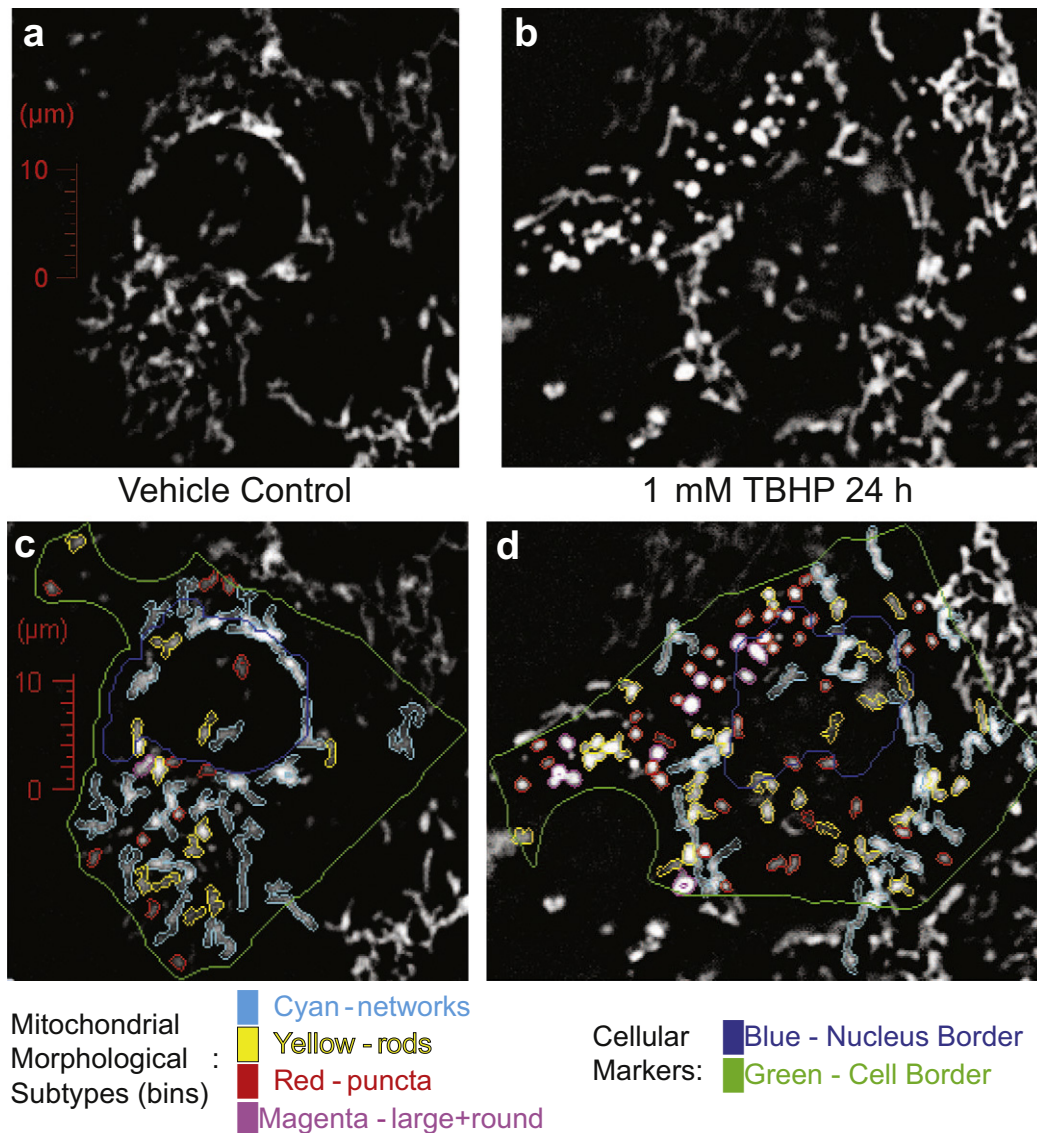 a
b
(µm)
10
0
Vehicle Control
1 mM TBHP 24 h
c
d
(µm)
10
0
Mitochondrial
Morphological :
Subtypes (bins)
Cyan - networks
Yellow - rods
Red - puncta
Magenta - large+round
Cellular
Markers:
Blue - Nucleus Border
Green - Cell Border